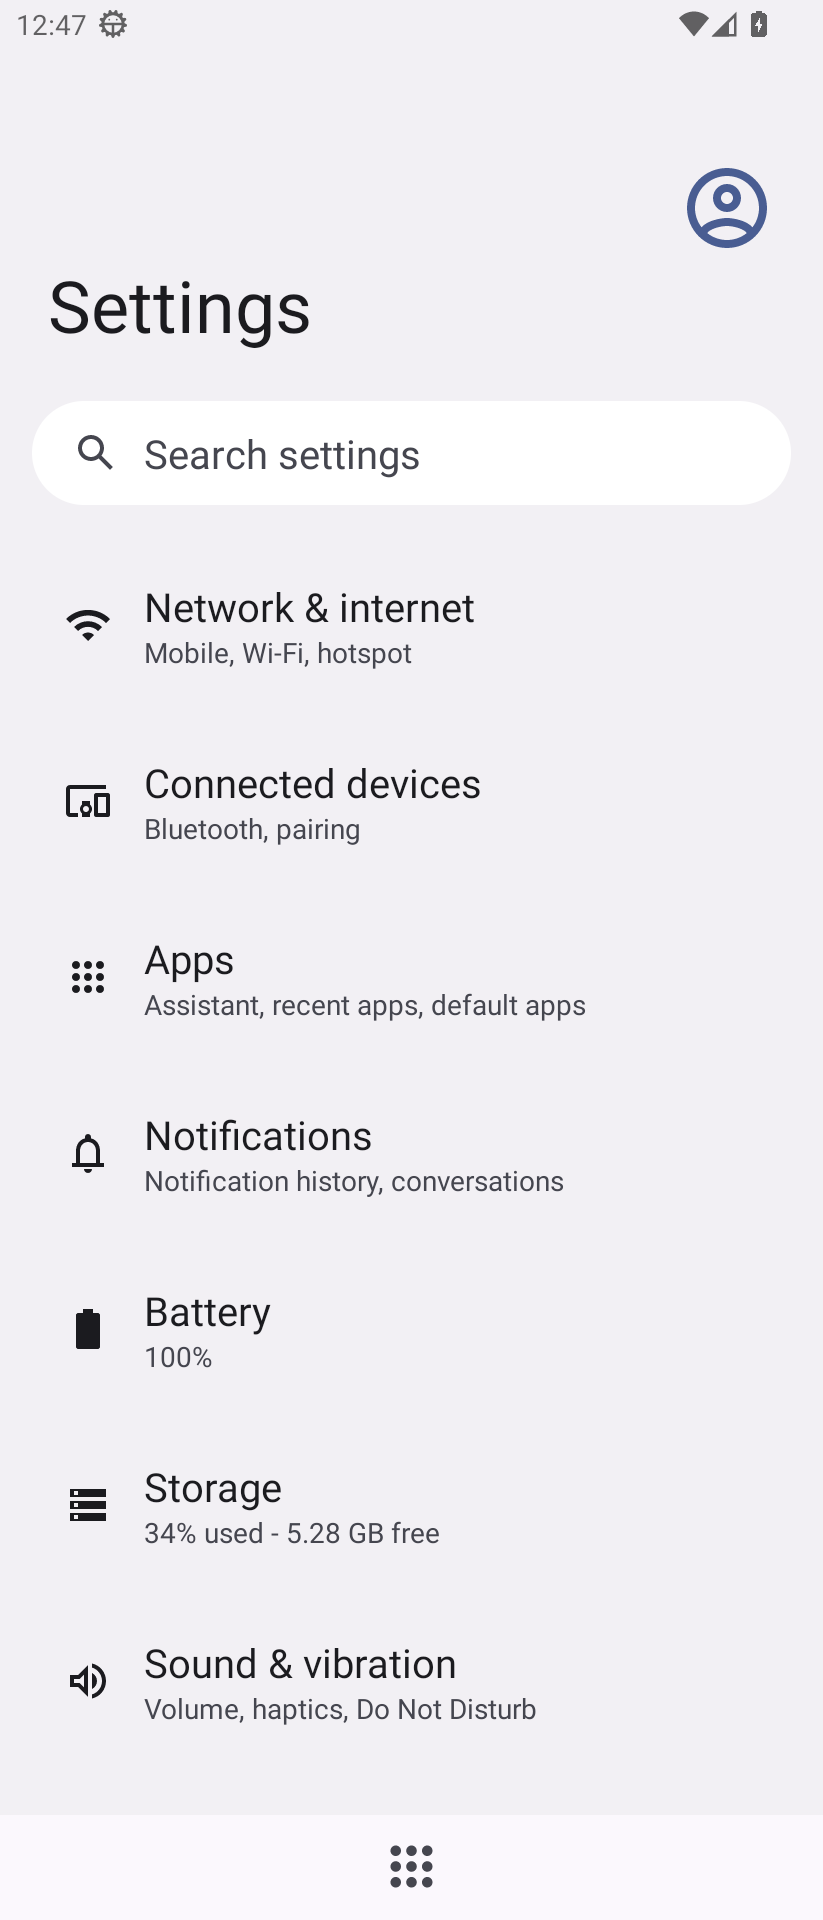 12:47
Settings
Search settings
Network & internet
Mobile, Wi-Fi, hotspot
Connected devices
Bluetooth, pairing
Apps
Assistant, recent apps, default apps
Notifications
Notification history, conversations
Battery
100%
Storage
34% used - 5.28 GB free
Sound & vibration
Volume, haptics, Do Not Disturb